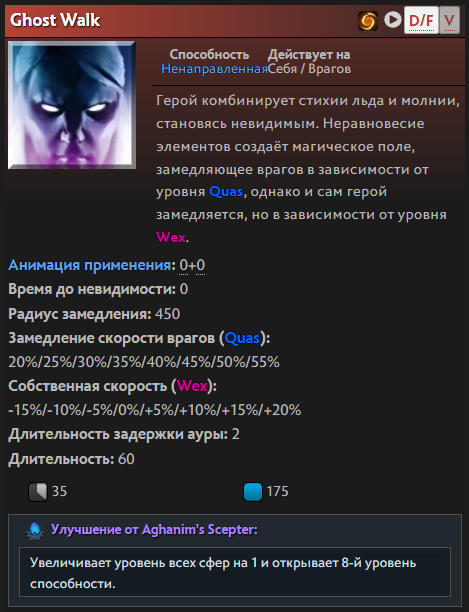 Ghost Walk D/F V
Способность Действует на
Ненаправленная Себя / Врагов
Герой комбинирует стихии льда и молнии,
становясь невидимым. Неравновесие
элементов создаёт магическое поле,
замедляющее врагов в зависимости от
уровня Quas, однако и сам герой
замедляется, но в зависимости от уровня
Wex.
Анимация применения: 0+0
Время до невидимости: 0
Радиус замедления: 450
Замедление скорости врагов (Quas):
20%/25%/30%/35%/40%/45%/50%/55%
Собственная скорость (Wex):
-15%/-10%/-5%/0%/+5%/+10%/+15%/+20%
Длительность задержки ауры: 2
Длительность: 60
35 175
Улучшение от Aghanim's Scepter:
Увеличивает уровень всех сфер на 1 и открывает 8-й уровень
способности.